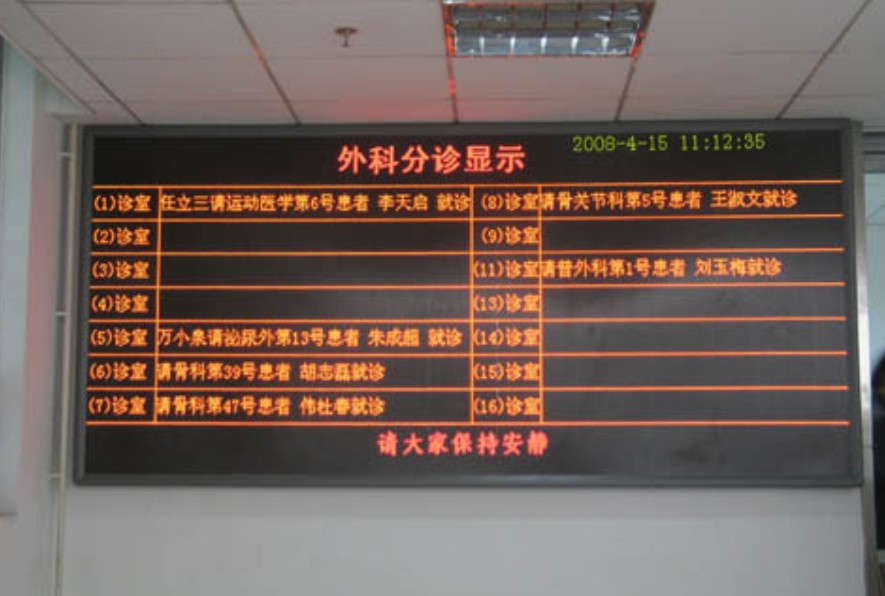 2008-4-15 11:12:35
外科分诊显示
(1)诊室 任立三请运动医学第6号患者 李天启 就诊 (8)诊室 请骨关节科第5号患者 王淑文就诊
(2)诊室 (9)诊室
(3)诊室 (11)诊室 请普外科第1号患者 刘玉梅就诊
(4)诊室 (13)诊室
(5)诊室 万小泉请泌尿外第13号患者 朱成超 就诊 (14)诊室
(6)诊室 请骨科第39号患者 胡志磊就诊 (15)诊室
(7)诊室 请骨科第47号患者 伟杜春就诊 (16)诊室
请大家保持安静